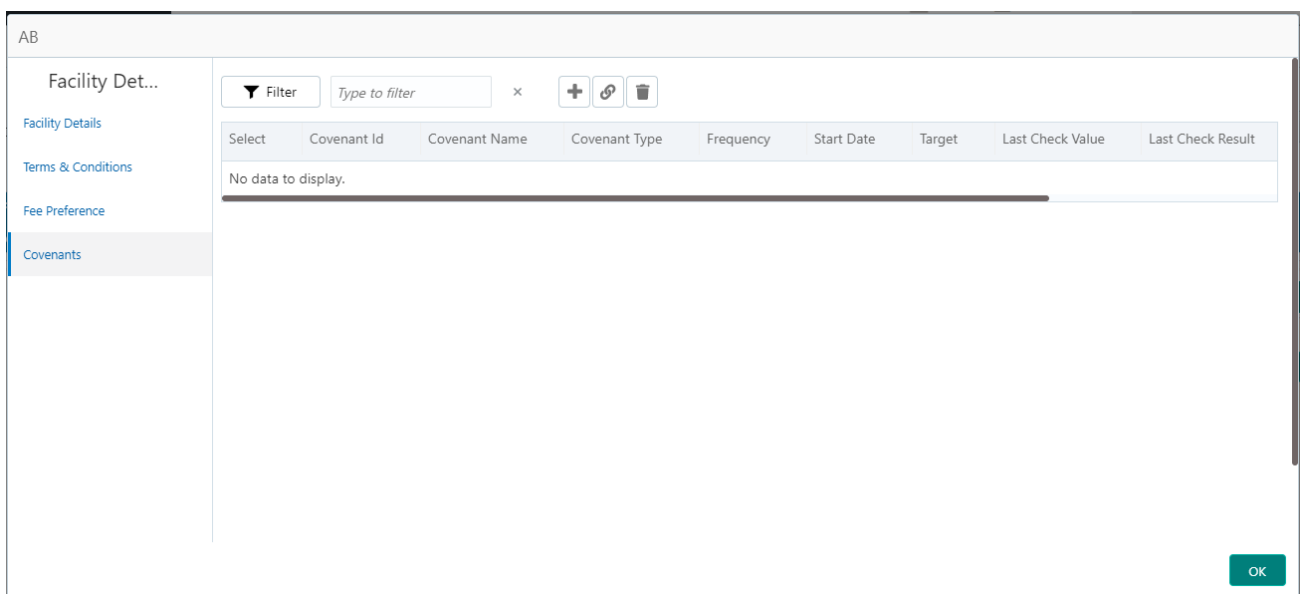 AB
Facility Det...
Facility Details
Terms & Conditions
Fee Preference
Covenants
Filter Type to filter
Select Covenant Id Covenant Name Covenant Type Frequency Start Date Target Last Check Value Last Check Result
No data to display.
OK